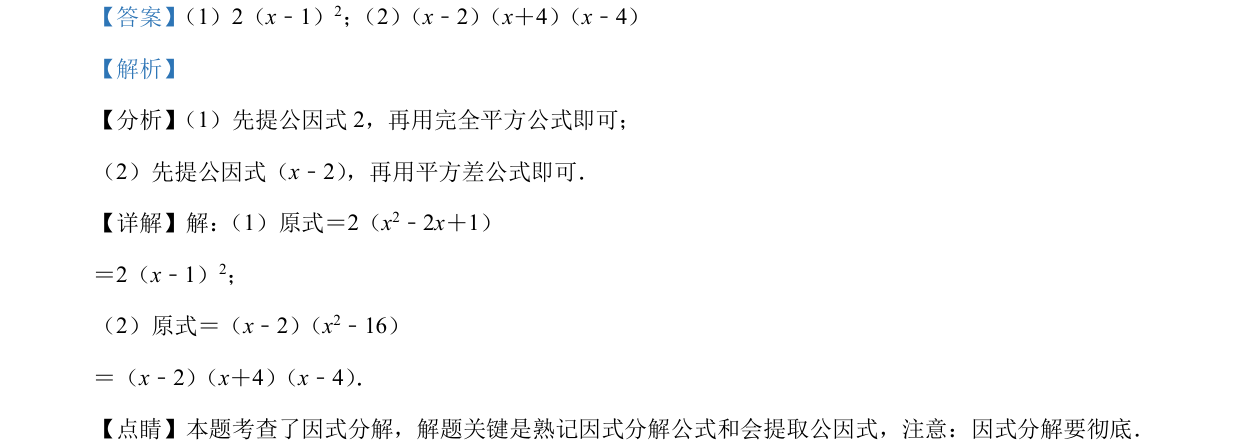 【答案】(1)2(x﹣1)²;(2)(x﹣2)(x+4)(x﹣4)
【解析】
【分析】(1)先提公因式 2,再用完全平方公式即可;
(2)先提公因式(x﹣2),再用平方差公式即可.
【详解】解:(1)原式=2(x²﹣2x+1)
=2(x﹣1)²;
(2)原式=(x﹣2)(x²﹣16)
=(x﹣2)(x+4)(x﹣4).
【点睛】本题考查了因式分解,解题关键是熟记因式分解公式和会提取公因式,注意:因式分解要彻底.